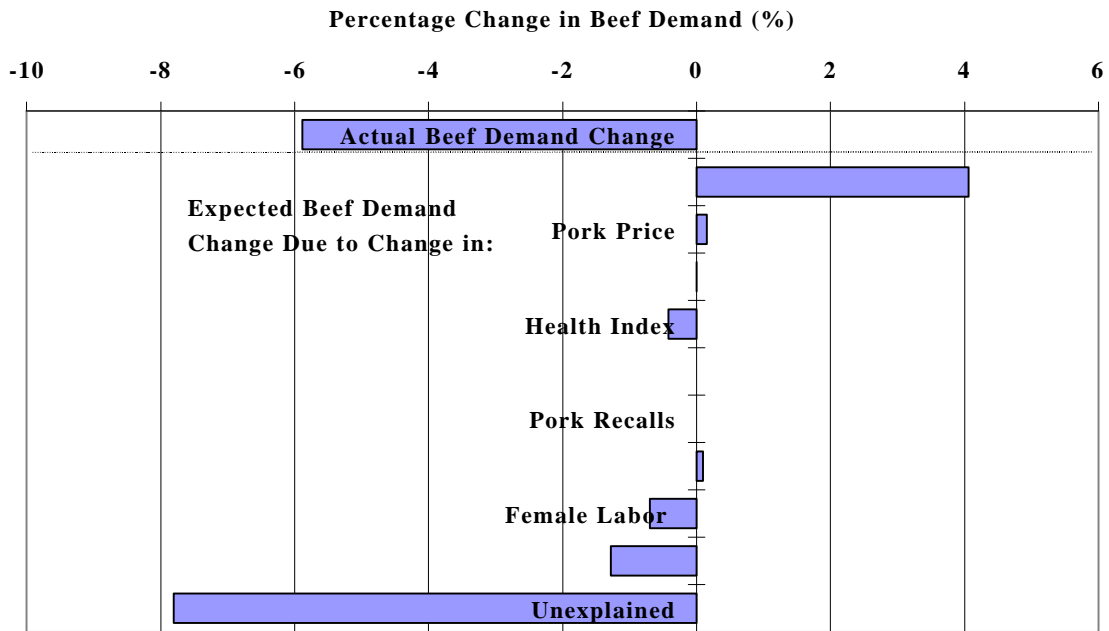 Percentage Change in Beef Demand (%)
-10 -8 -6 -4 -2 0 2 4 6
Actual Beef Demand Change
Expected Beef Demand
Change Due to Change in:
Pork Price
Health Index
Pork Recalls
Female Labor
Unexplained